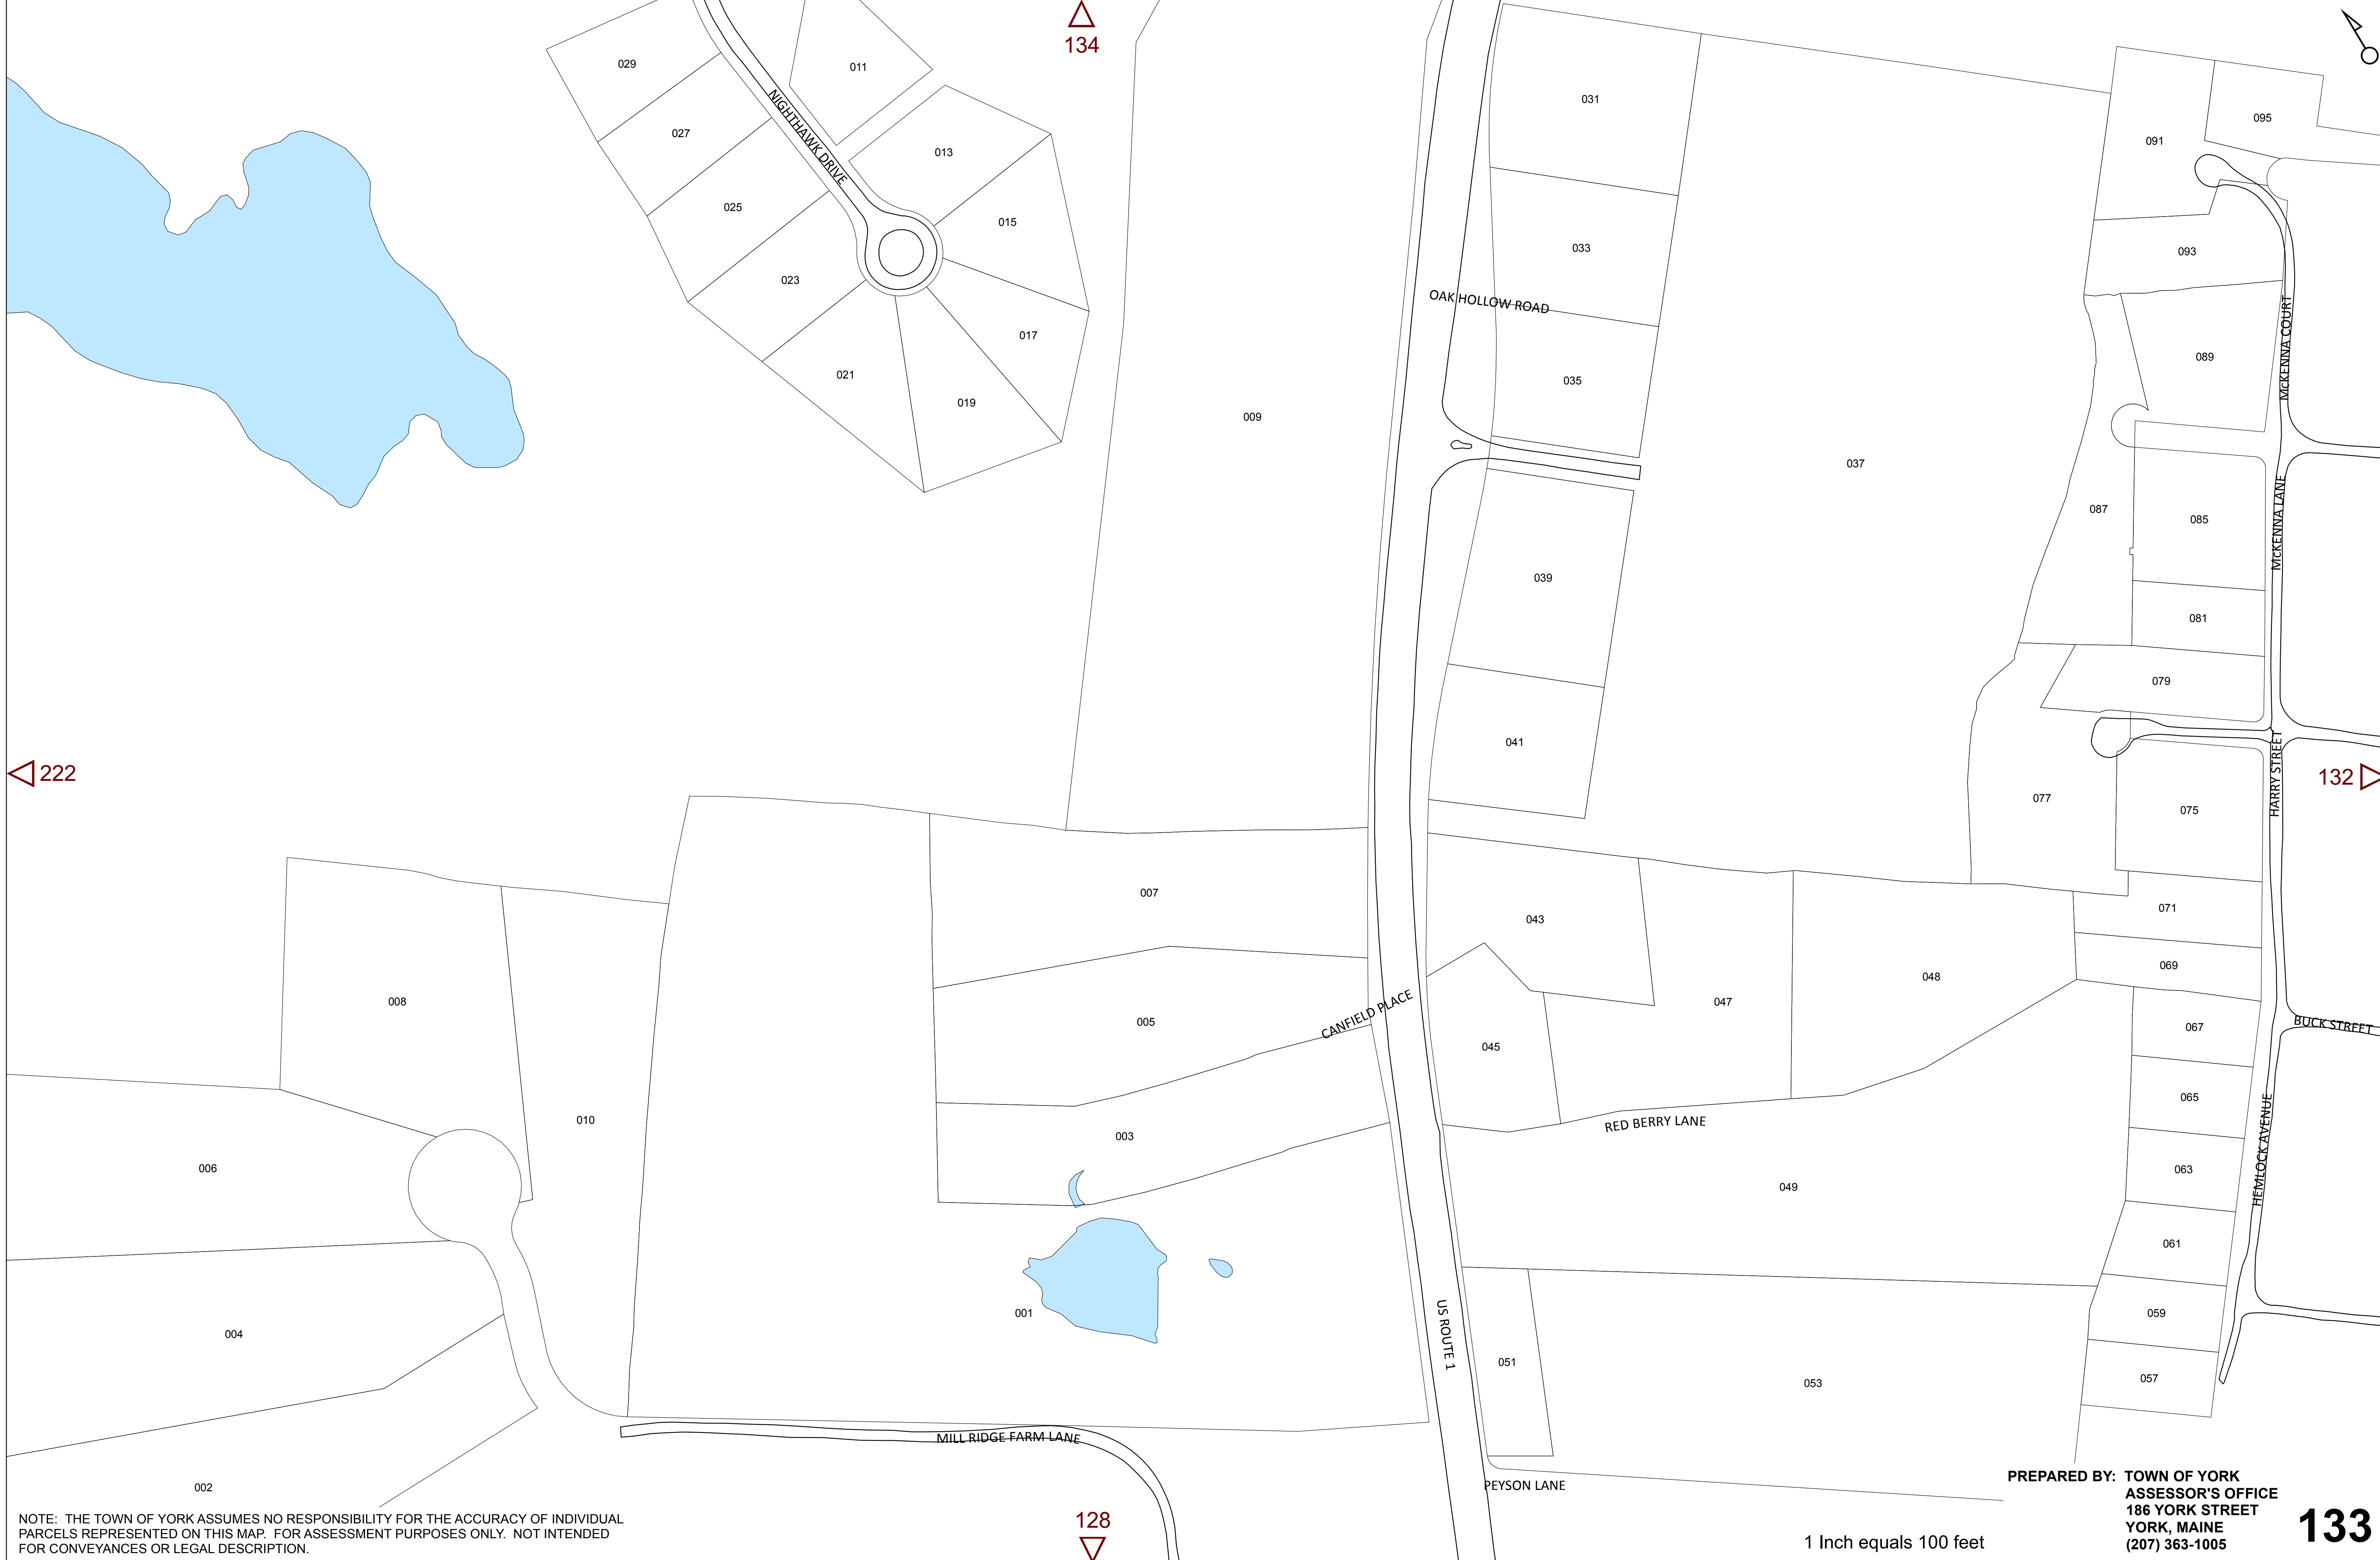 134
029
011
031
095
027
NIGHTHAWK DRIVE
013
091
025
015
033
093
023
OAK HOLLOW ROAD
017
McKENNA COURT
089
021
035
019
009
037
087
McKENNA LANE
085
039
081
079
041
222
HARRY STREET
132
077
075
007
043
071
069
048
008
047
CANFIELD PLACE
005
BUCK STREET
067
045
065
010
RED BERRY LANE
003
HEMLOCK AVENUE
006
063
049
061
001
059
US ROUTE 1
004
051
057
053
MILL RIDGE FARM LANE
002
PEYSON LANE
PREPARED BY: TOWN OF YORK
ASSESSOR'S OFFICE
186 YORK STREET
YORK, MAINE
(207) 363-1005
133
128
1 Inch equals 100 feet
NOTE: THE TOWN OF YORK ASSUMES NO RESPONSIBILITY FOR THE ACCURACY OF INDIVIDUAL
PARCELS REPRESENTED ON THIS MAP. FOR ASSESSMENT PURPOSES ONLY. NOT INTENDED
FOR CONVEYANCES OR LEGAL DESCRIPTION.